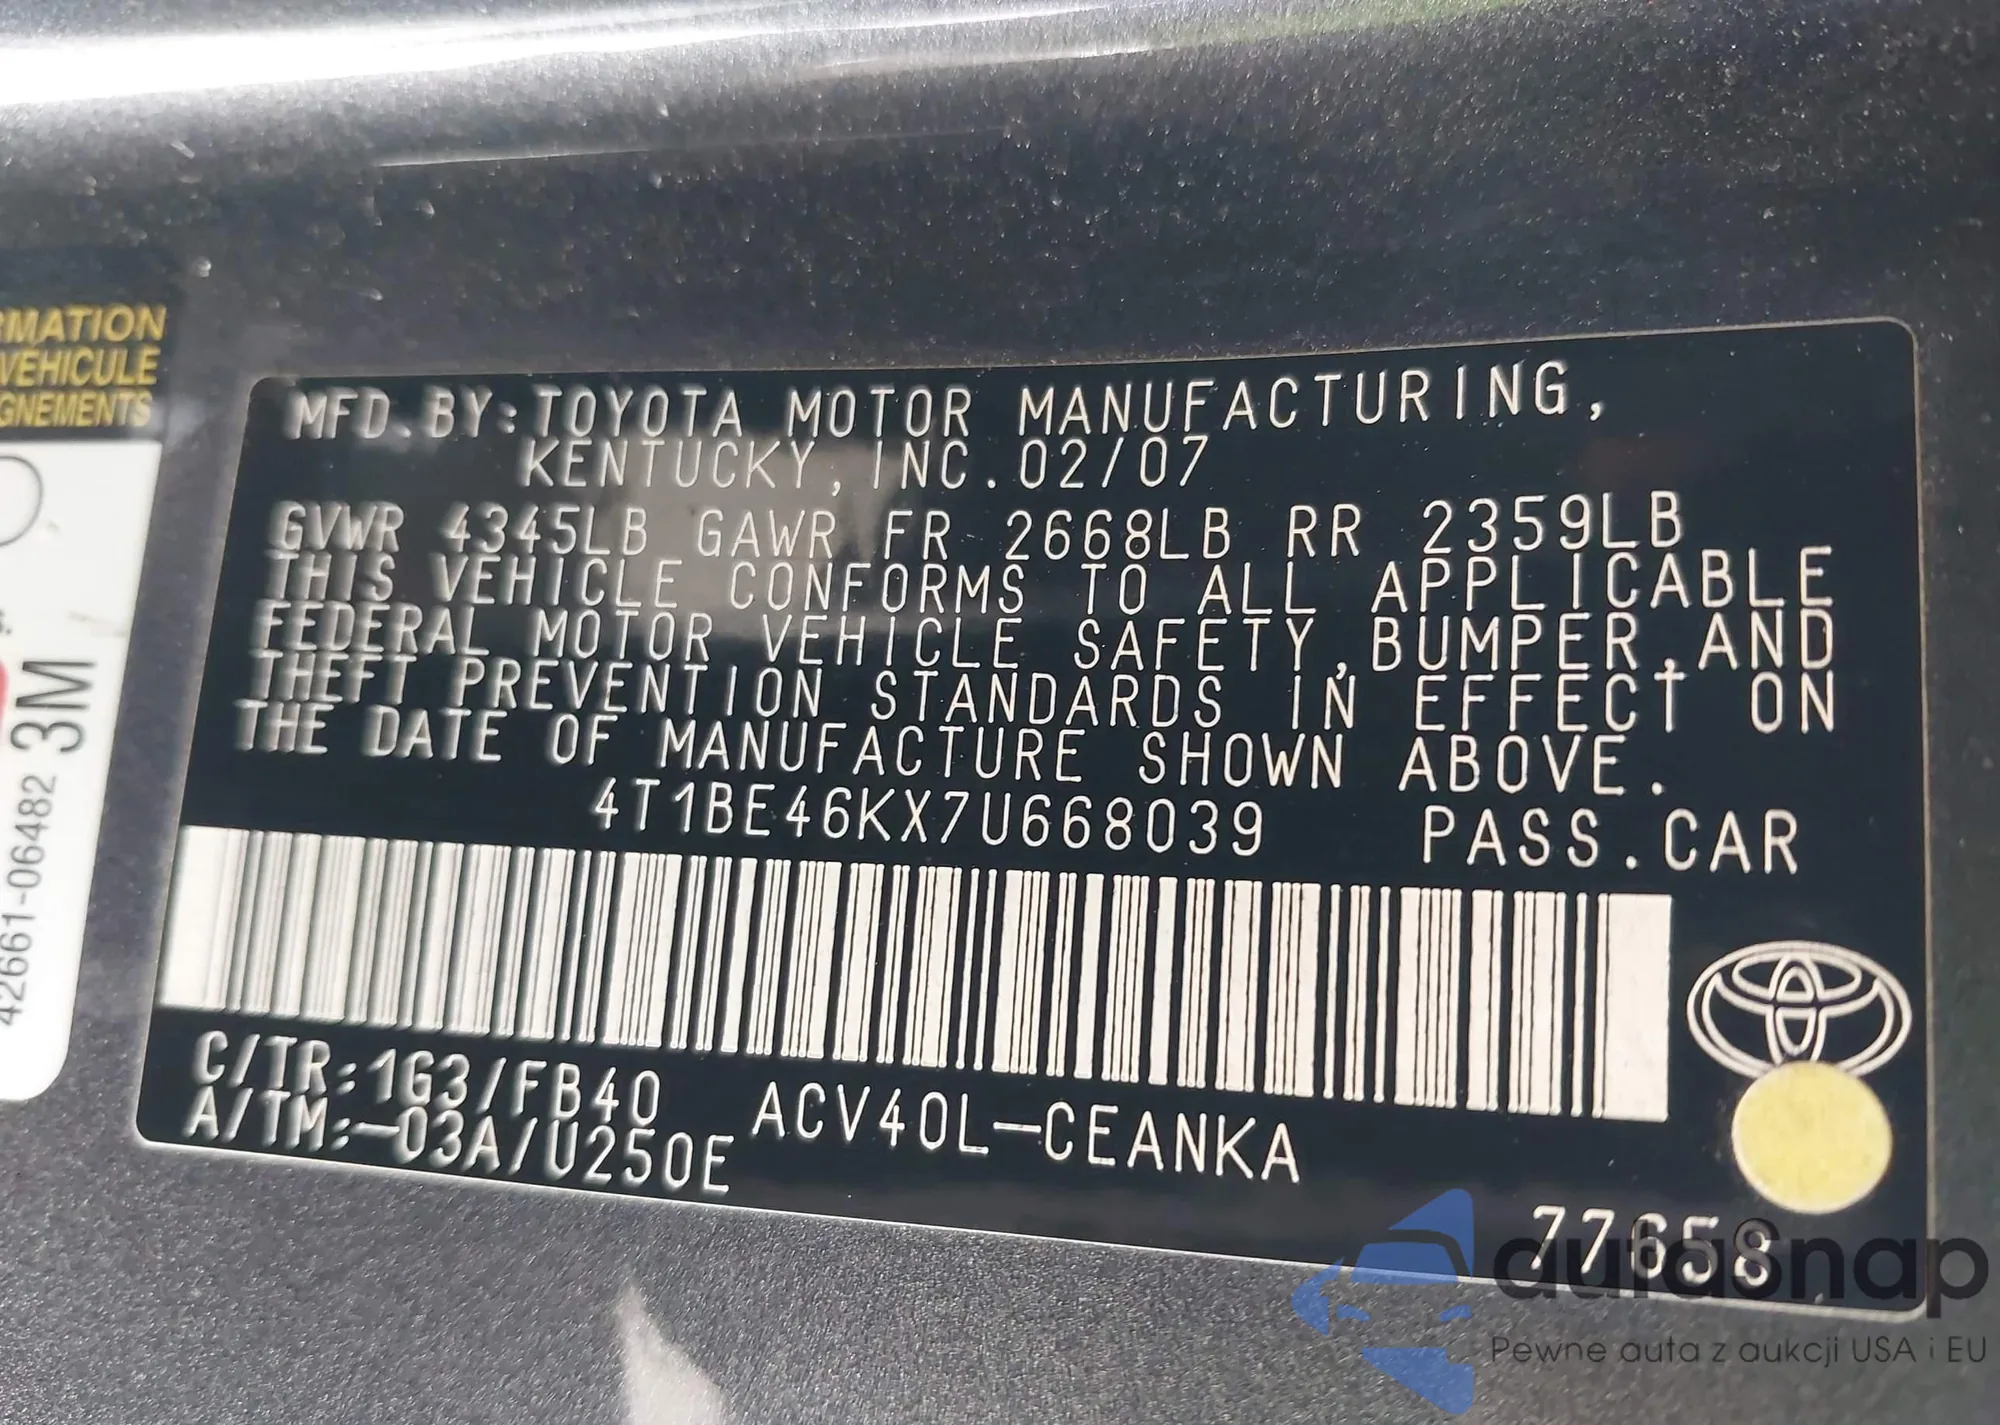 RMATION
VÉHICULE
GNEMENTS
3M
42661-06482
MFD.BY:TOYOTA MOTOR MANUFACTURING,
KENTUCKY, INC.02/07
GVWR 4345LB GAWR FR 2668LB RR 2359LB
THIS VEHICLE CONFORMS TO ALL APPLICABLE
FEDERAL MOTOR VEHICLE SAFETY,BUMPER,AND
THEFT PREVENTION STANDARDS IN EFFECT ON
THE DATE OF MANUFACTURE SHOWN ABOVE.
4T1BE46KX7U668039 PASS.CAR
C/TR:1G3/FB40 ACV40L-CEANKA
A/TM:-03A/U250E
77658
autasnap
Pewne auta z aukcji USA i EU